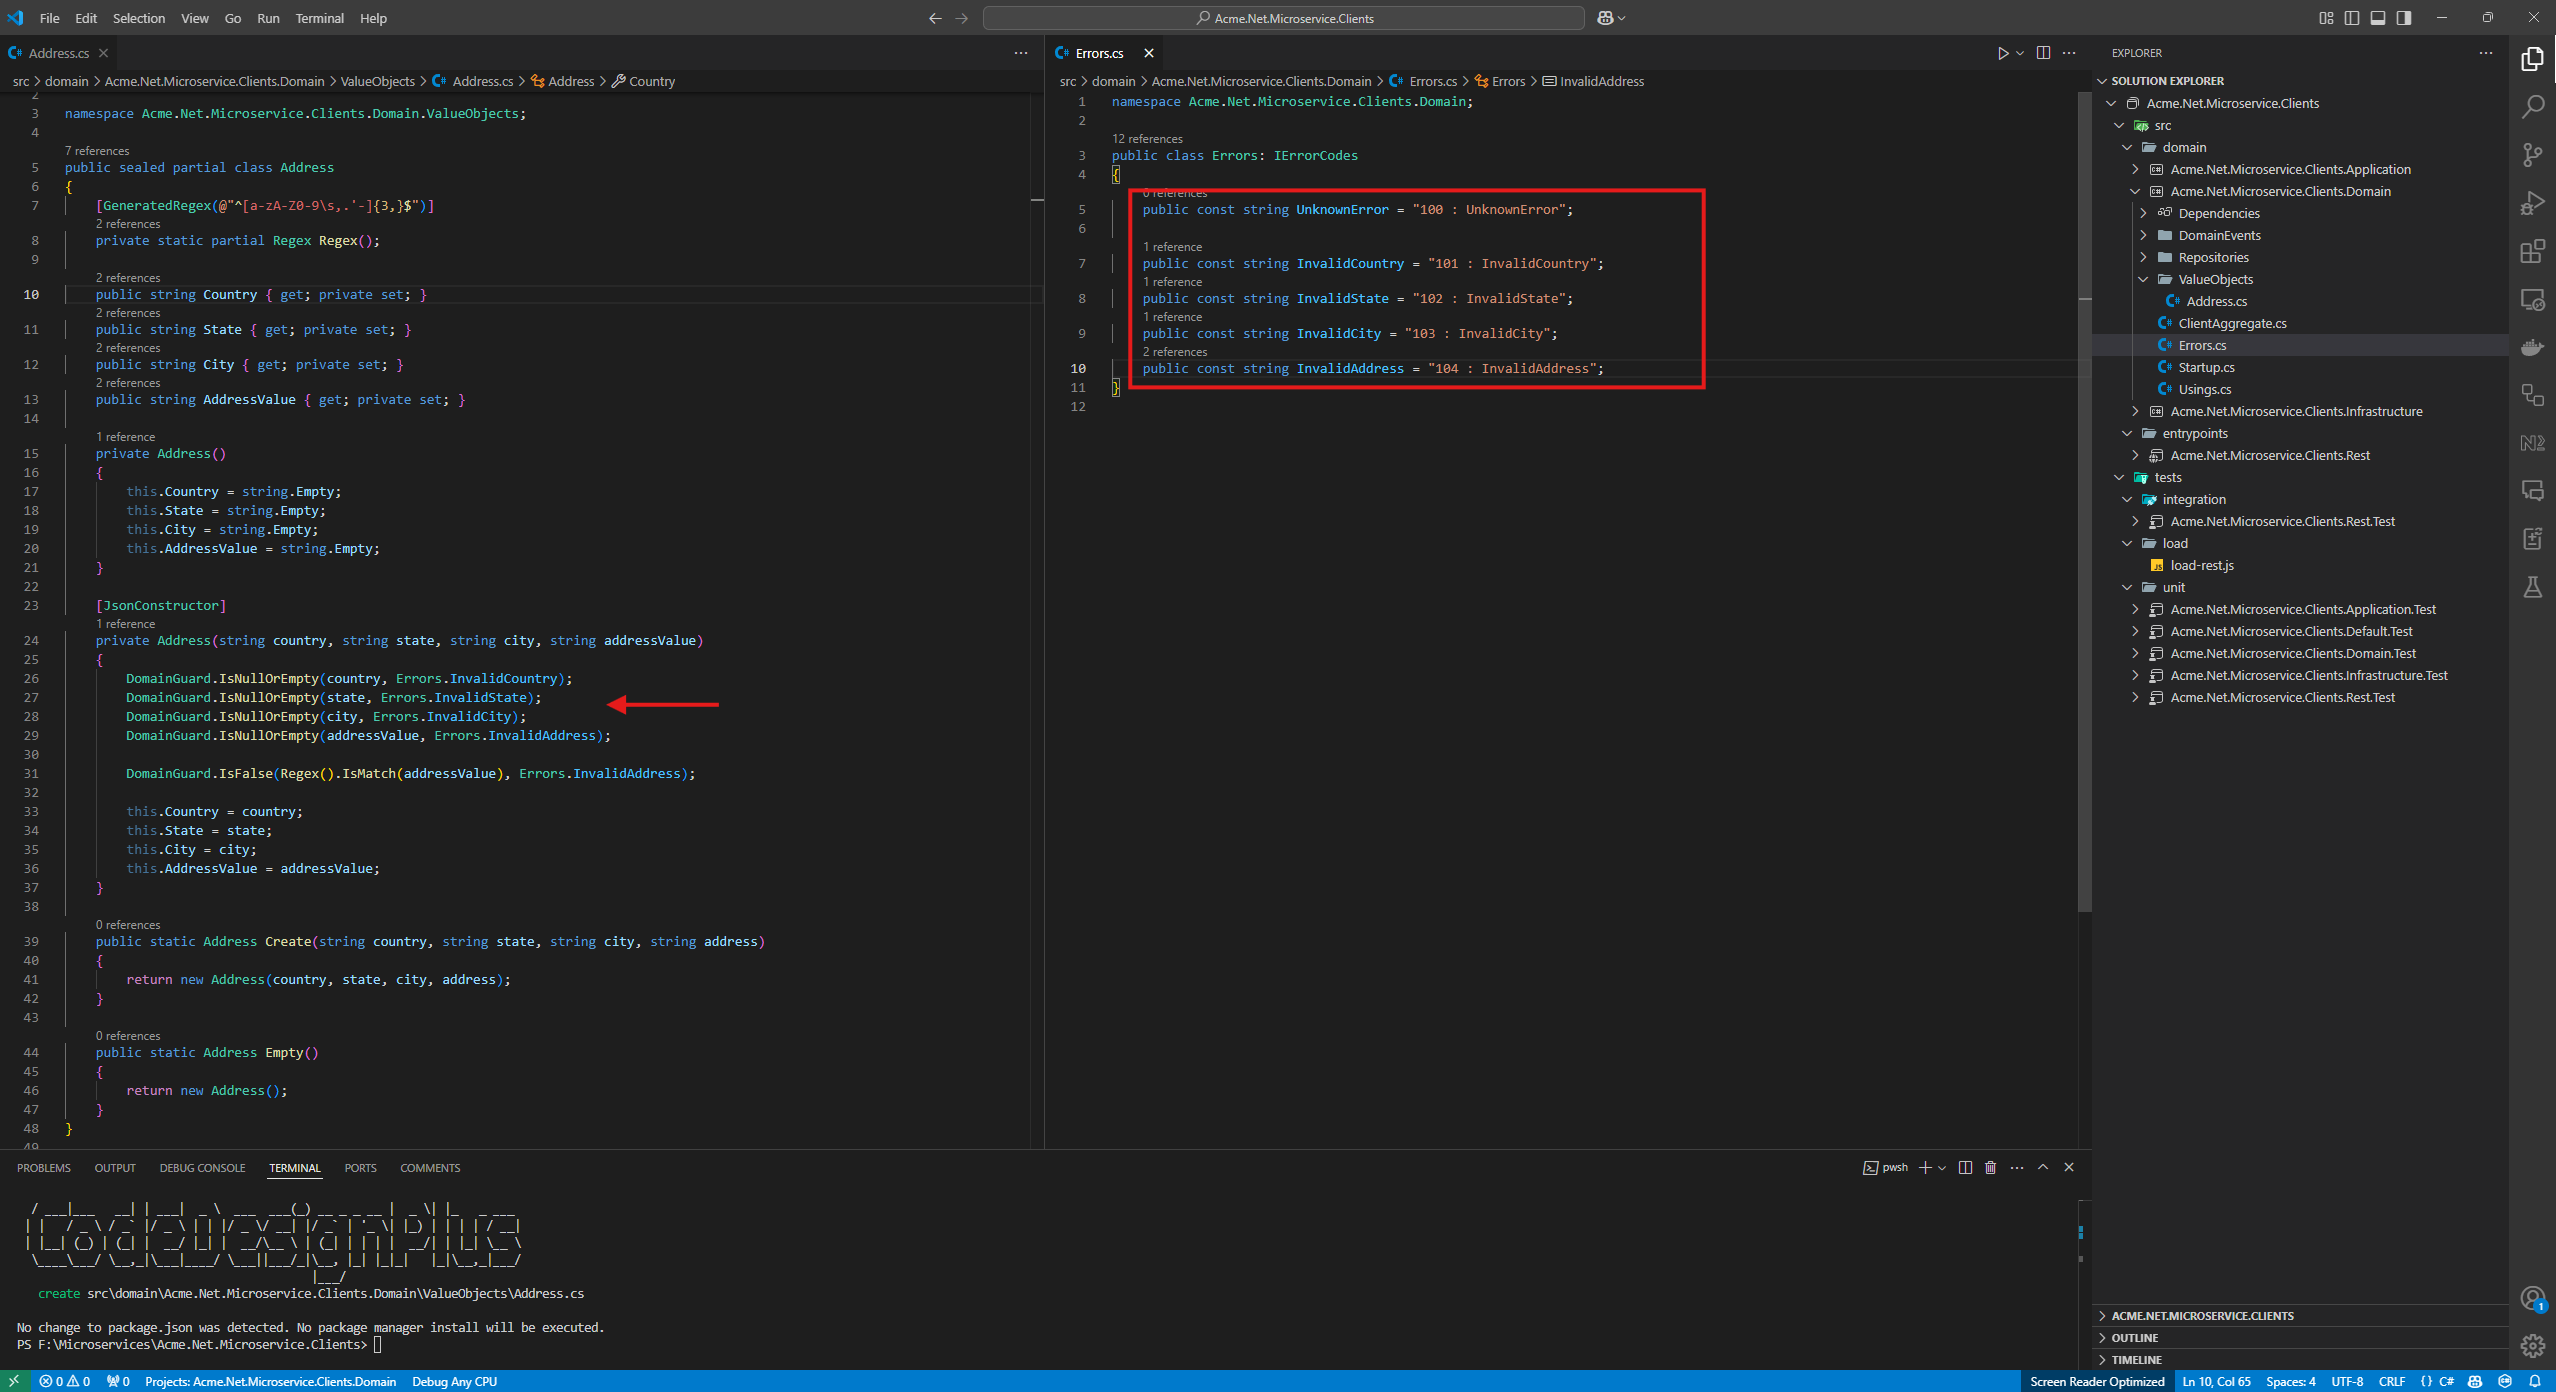 File Edit Selection View Go Run Terminal Help
Acme.Net.Microservice.Clients
Address.cs
src > domain > Acme.Net.Microservice.Clients.Domain > ValueObjects > Address.cs > Address > Country
2
3 namespace Acme.Net.Microservice.Clients.Domain.ValueObjects;
4
7 references
5 public sealed partial class Address
6 {
7 [GeneratedRegex(@"^[a-zA-Z0-9\s,.'-]{3,}$")]
2 references
8 private static partial Regex Regex();
9
2 references
10 public string Country { get; private set; }
2 references
11 public string State { get; private set; }
2 references
12 public string City { get; private set; }
2 references
13 public string AddressValue { get; private set; }
14
1 reference
15 private Address()
16 {
17 this.Country = string.Empty;
18 this.State = string.Empty;
19 this.City = string.Empty;
20 this.AddressValue = string.Empty;
21 }
22
23 [JsonConstructor]
1 reference
24 private Address(string country, string state, string city, string addressValue)
25 {
26 DomainGuard.IsNullOrEmpty(country, Errors.InvalidCountry);
27 DomainGuard.IsNullOrEmpty(state, Errors.InvalidState);
28 DomainGuard.IsNullOrEmpty(city, Errors.InvalidCity);
29 DomainGuard.IsNullOrEmpty(addressValue, Errors.InvalidAddress);
30
31 DomainGuard.IsFalse(Regex().IsMatch(addressValue), Errors.InvalidAddress);
32
33 this.Country = country;
34 this.State = state;
35 this.City = city;
36 this.AddressValue = addressValue;
37 }
38
0 references
39 public static Address Create(string country, string state, string city, string address)
40 {
41 return new Address(country, state, city, address);
42 }
43
0 references
44 public static Address Empty()
45 {
46 return new Address();
47 }
48 }
49
Errors.cs
src > domain > Acme.Net.Microservice.Clients.Domain > Errors.cs > Errors > InvalidAddress
1 namespace Acme.Net.Microservice.Clients.Domain;
2
12 references
3 public class Errors: IErrorCodes
4 {
0 references
5 public const string UnknownError = "100 : UnknownError";
6
1 reference
7 public const string InvalidCountry = "101 : InvalidCountry";
1 reference
8 public const string InvalidState = "102 : InvalidState";
1 reference
9 public const string InvalidCity = "103 : InvalidCity";
2 references
10 public const string InvalidAddress = "104 : InvalidAddress";
11 }
12
EXPLORER
SOLUTION EXPLORER
Acme.Net.Microservice.Clients
src
domain
Acme.Net.Microservice.Clients.Application
Acme.Net.Microservice.Clients.Domain
Dependencies
DomainEvents
Repositories
ValueObjects
Address.cs
ClientAggregate.cs
Errors.cs
Startup.cs
Usings.cs
Acme.Net.Microservice.Clients.Infrastructure
entrypoints
Acme.Net.Microservice.Clients.Rest
tests
integration
Acme.Net.Microservice.Clients.Rest.Test
load
JS load-rest.js
unit
Acme.Net.Microservice.Clients.Application.Test
Acme.Net.Microservice.Clients.Default.Test
Acme.Net.Microservice.Clients.Domain.Test
Acme.Net.Microservice.Clients.Infrastructure.Test
Acme.Net.Microservice.Clients.Rest.Test
ACME.NET.MICROSERVICE.CLIENTS
OUTLINE
TIMELINE
PROBLEMS OUTPUT DEBUG CONSOLE TERMINAL PORTS COMMENTS
pwsh
CodeDesignPlus
create src\domain\Acme.Net.Microservice.Clients.Domain\ValueObjects\Address.cs
No change to package.json was detected. No package manager install will be executed.
PS F:\Microservices\Acme.Net.Microservice.Clients>
1
0 0 0 Projects: Acme.Net.Microservice.Clients.Domain Debug Any CPU
Screen Reader Optimized Ln 10, Col 65 Spaces: 4 UTF-8 CRLF {} C#